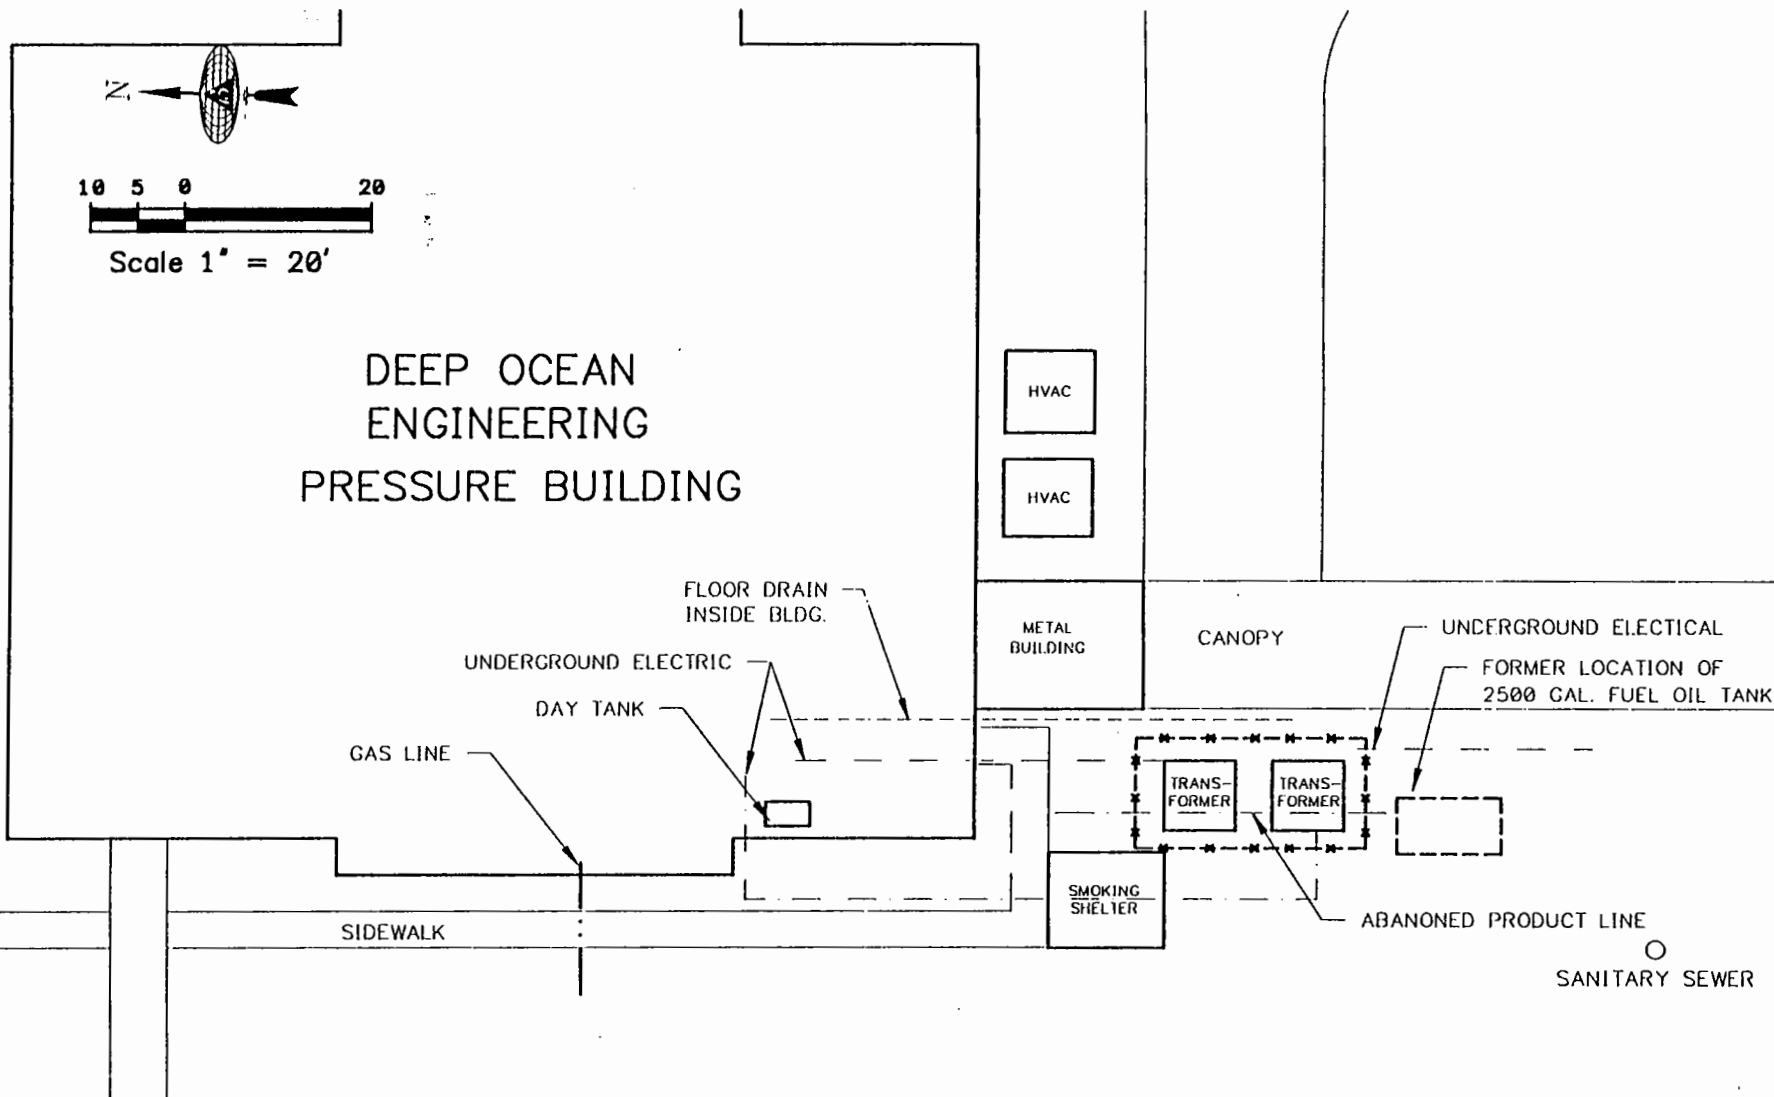 N
10 5 0 20
Scale 1" = 20'
DEEP OCEAN
ENGINEERING
PRESSURE BUILDING
HVAC
HVAC
FLOOR DRAIN
INSIDE BLDG.
METAL
BUILDING
CANOPY
UNDERGROUND ELECTICAL
UNDERGROUND ELECTRIC
FORMER LOCATION OF
2500 GAL. FUEL OIL TANK
DAY TANK
GAS LINE
TRANS-
FORMER
TRANS-
FORMER
SMOKING
SHELTER
ABANONED PRODUCT LINE
SIDEWALK
SANITARY SEWER